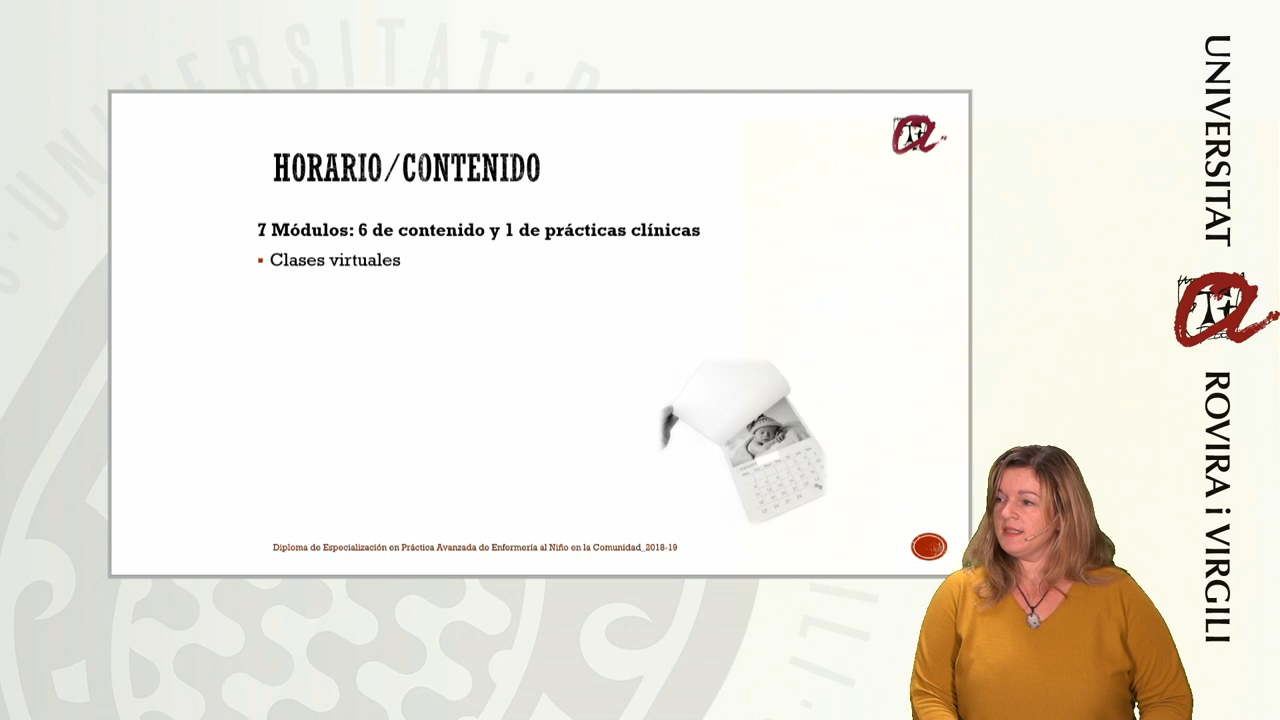 HORARIO/CONTENIDO
7 Módulos: 6 de contenido y 1 de prácticas clínicas
Clases virtuales
Diploma de Especialización en Práctica Avanzada de Enfermería al Niño en la Comunidad_2018-19
UNIVERSITAT
ROVIRA i VIRGILI